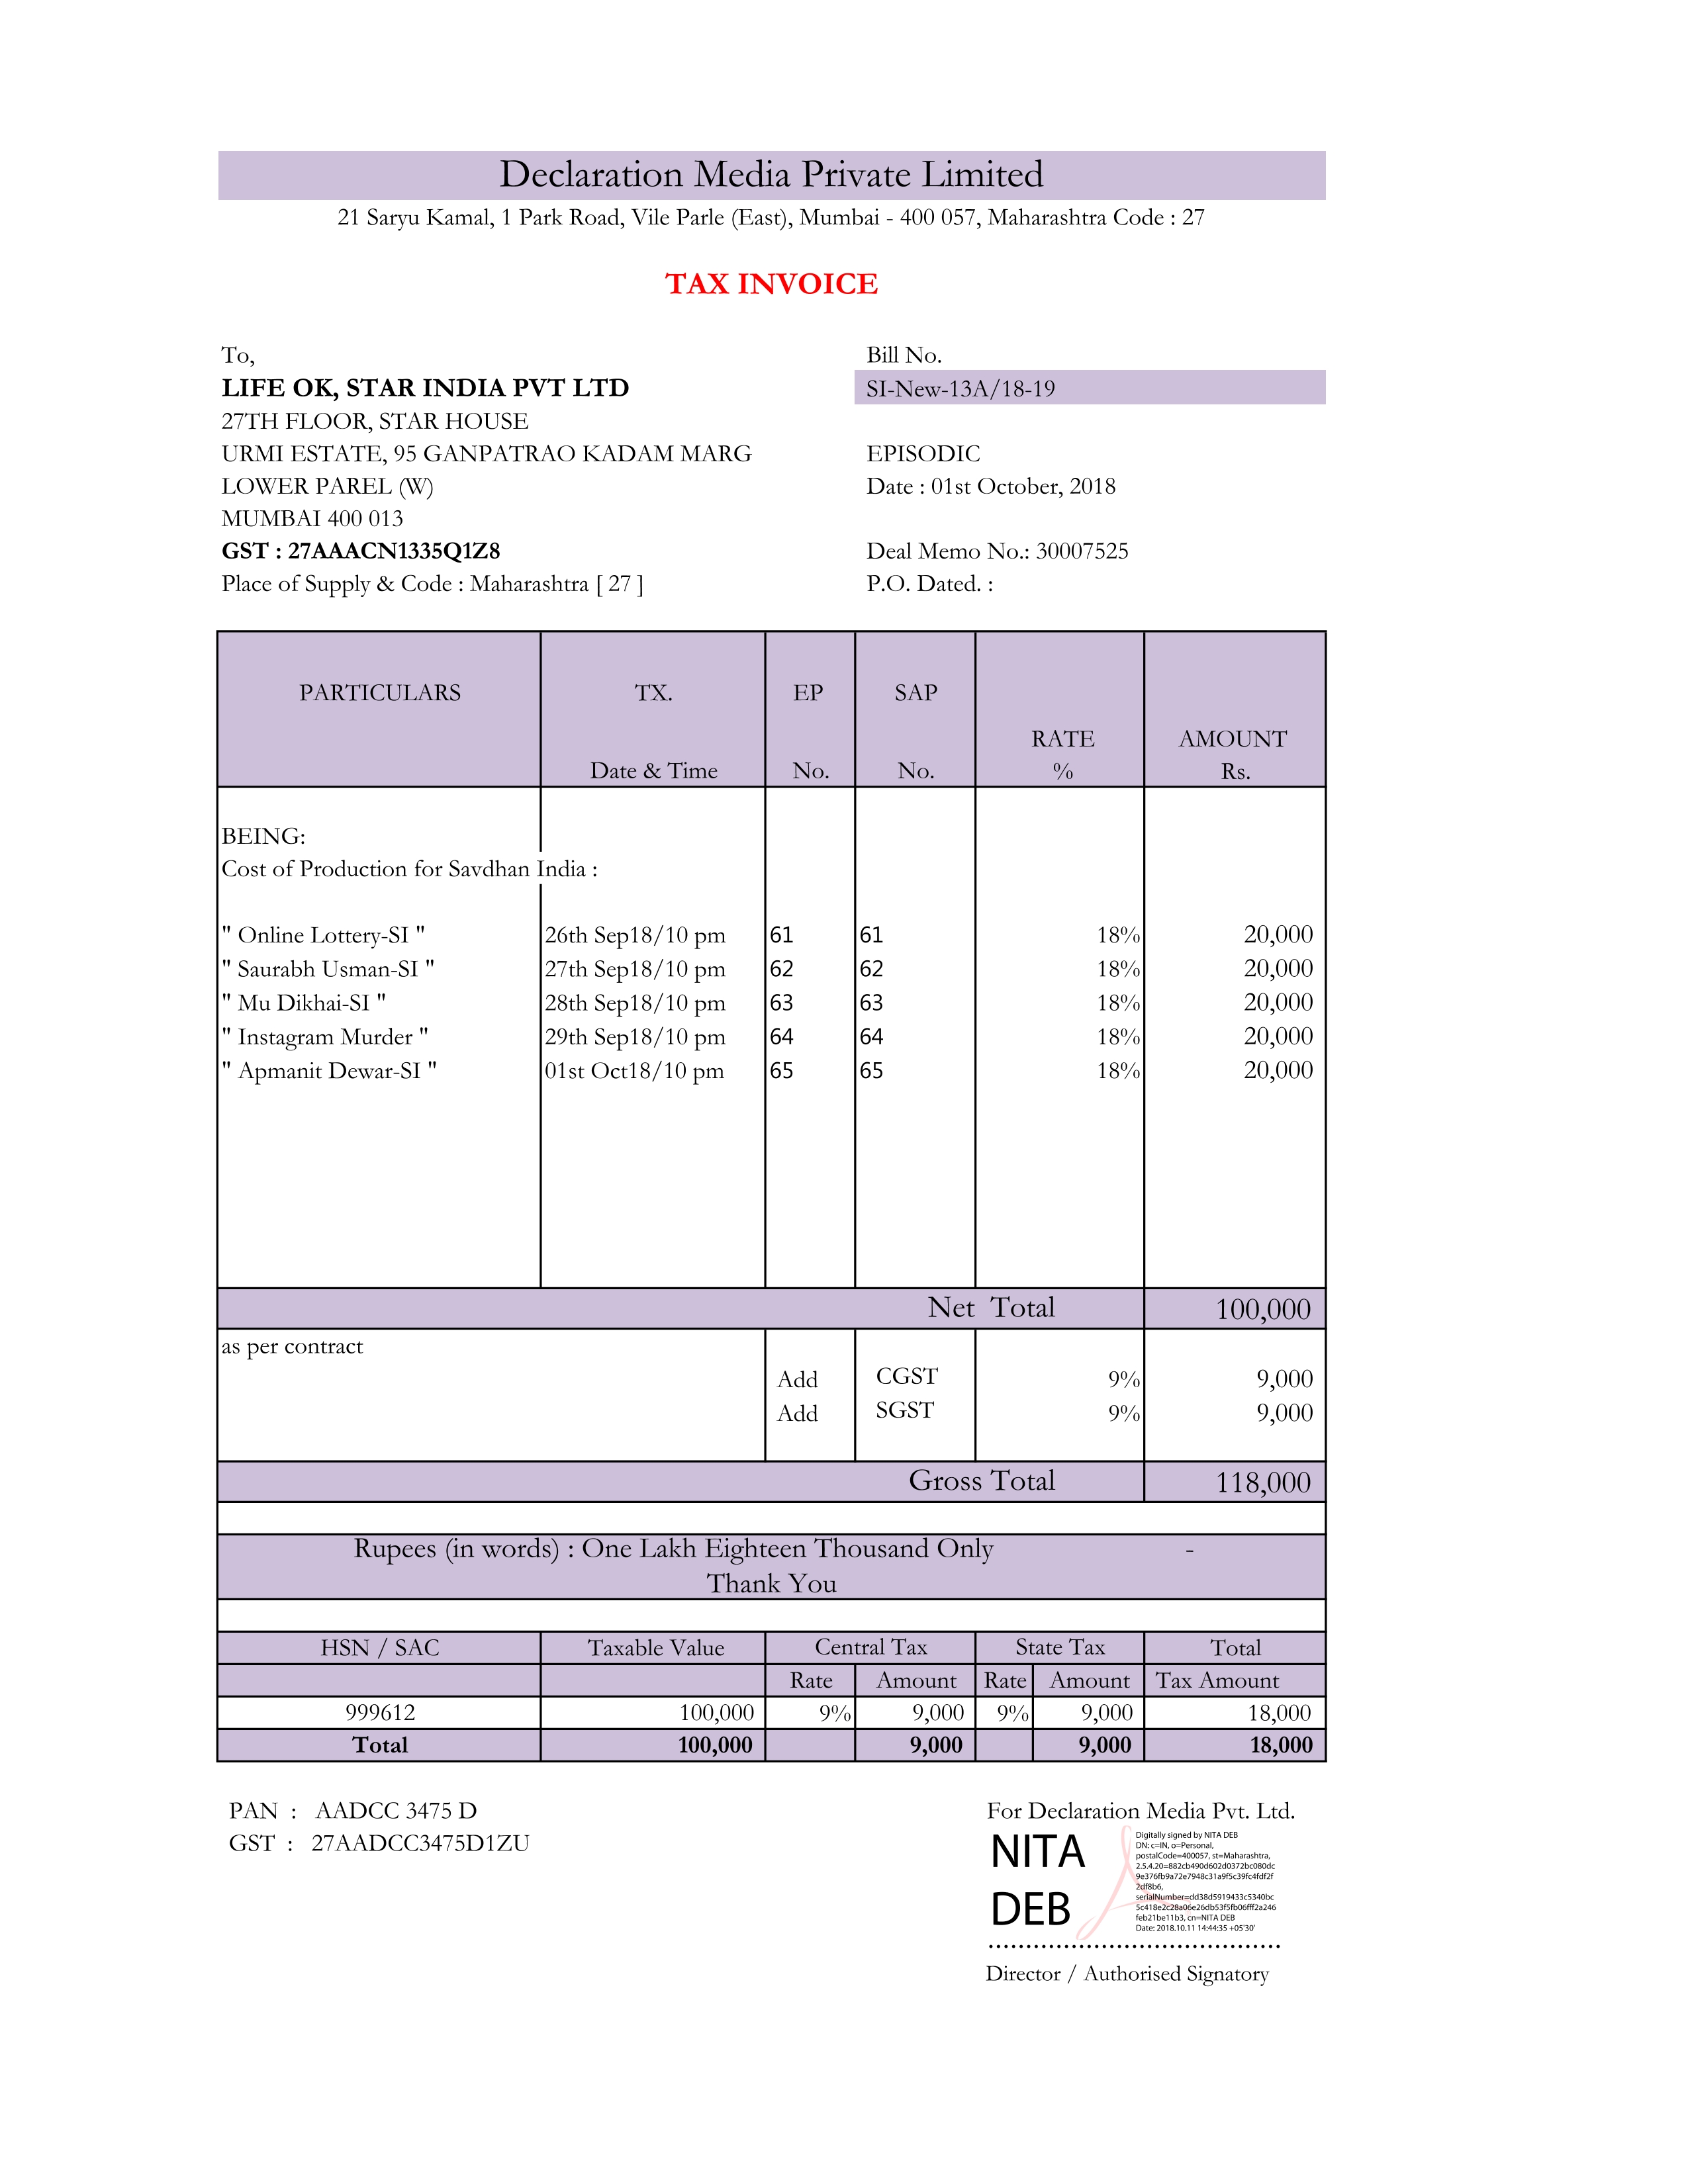 Declaration Media Private Limited
21 Saryu Kamal, 1 Park Road, Vile Parle (East), Mumbai - 400 057, Maharashtra Code : 27
TAX INVOICE
To,
Bill No.
LIFE OK, STAR INDIA PVT LTD
SI-New-13A/18-19
27TH FLOOR, STAR HOUSE
URMI ESTATE, 95 GANPATRAO KADAM MARG
EPISODIC
LOWER PAREL (W)
Date : 01st October, 2018
MUMBAI 400 013
GST : 27AAACN1335Q1Z8
Deal Memo No.: 30007525
Place of Supply & Code : Maharashtra [ 27 ]
P.O. Dated. :
PARTICULARS TX. EP SAP
RATE AMOUNT
Date & Time No. No. % Rs.
BEING:
Cost of Production for Savdhan India :
" Online Lottery-SI " 26th Sep18/10 pm 61 61 18% 20,000
" Saurabh Usman-SI " 27th Sep18/10 pm 62 62 18% 20,000
" Mu Dikhai-SI " 28th Sep18/10 pm 63 63 18% 20,000
" Instagram Murder " 29th Sep18/10 pm 64 64 18% 20,000
" Apmanit Dewar-SI " 01st Oct18/10 pm 65 65 18% 20,000
Net Total 100,000
as per contract
Add CGST 9% 9,000
Add SGST 9% 9,000
Gross Total 118,000
Rupees (in words) : One Lakh Eighteen Thousand Only -
Thank You
HSN / SAC Taxable Value Central Tax State Tax Total
Rate Amount Rate Amount Tax Amount
999612 100,000 9% 9,000 9% 9,000 18,000
Total 100,000 9,000 9,000 18,000
PAN : AADCC 3475 D
GST : 27AADCC3475D1ZU
For Declaration Media Pvt. Ltd.
NITA
DEB
Digitally signed by NITA DEB
DN: c=IN, o=Personal,
postalCode=400057, st=Maharashtra,
2.5.4.20=882cb490d602d0372bc080dc
9e376fb9a72e7948c31a9f5c39fc4fdf2f
2df8b6,
serialNumber=dd38d5919433c5340bc
5c418e2c28a06e26db53f5fb06fff2a246
feb21be11b3, cn=NITA DEB
Date: 2018.10.11 14:44:35 +05'30'
Director / Authorised Signatory